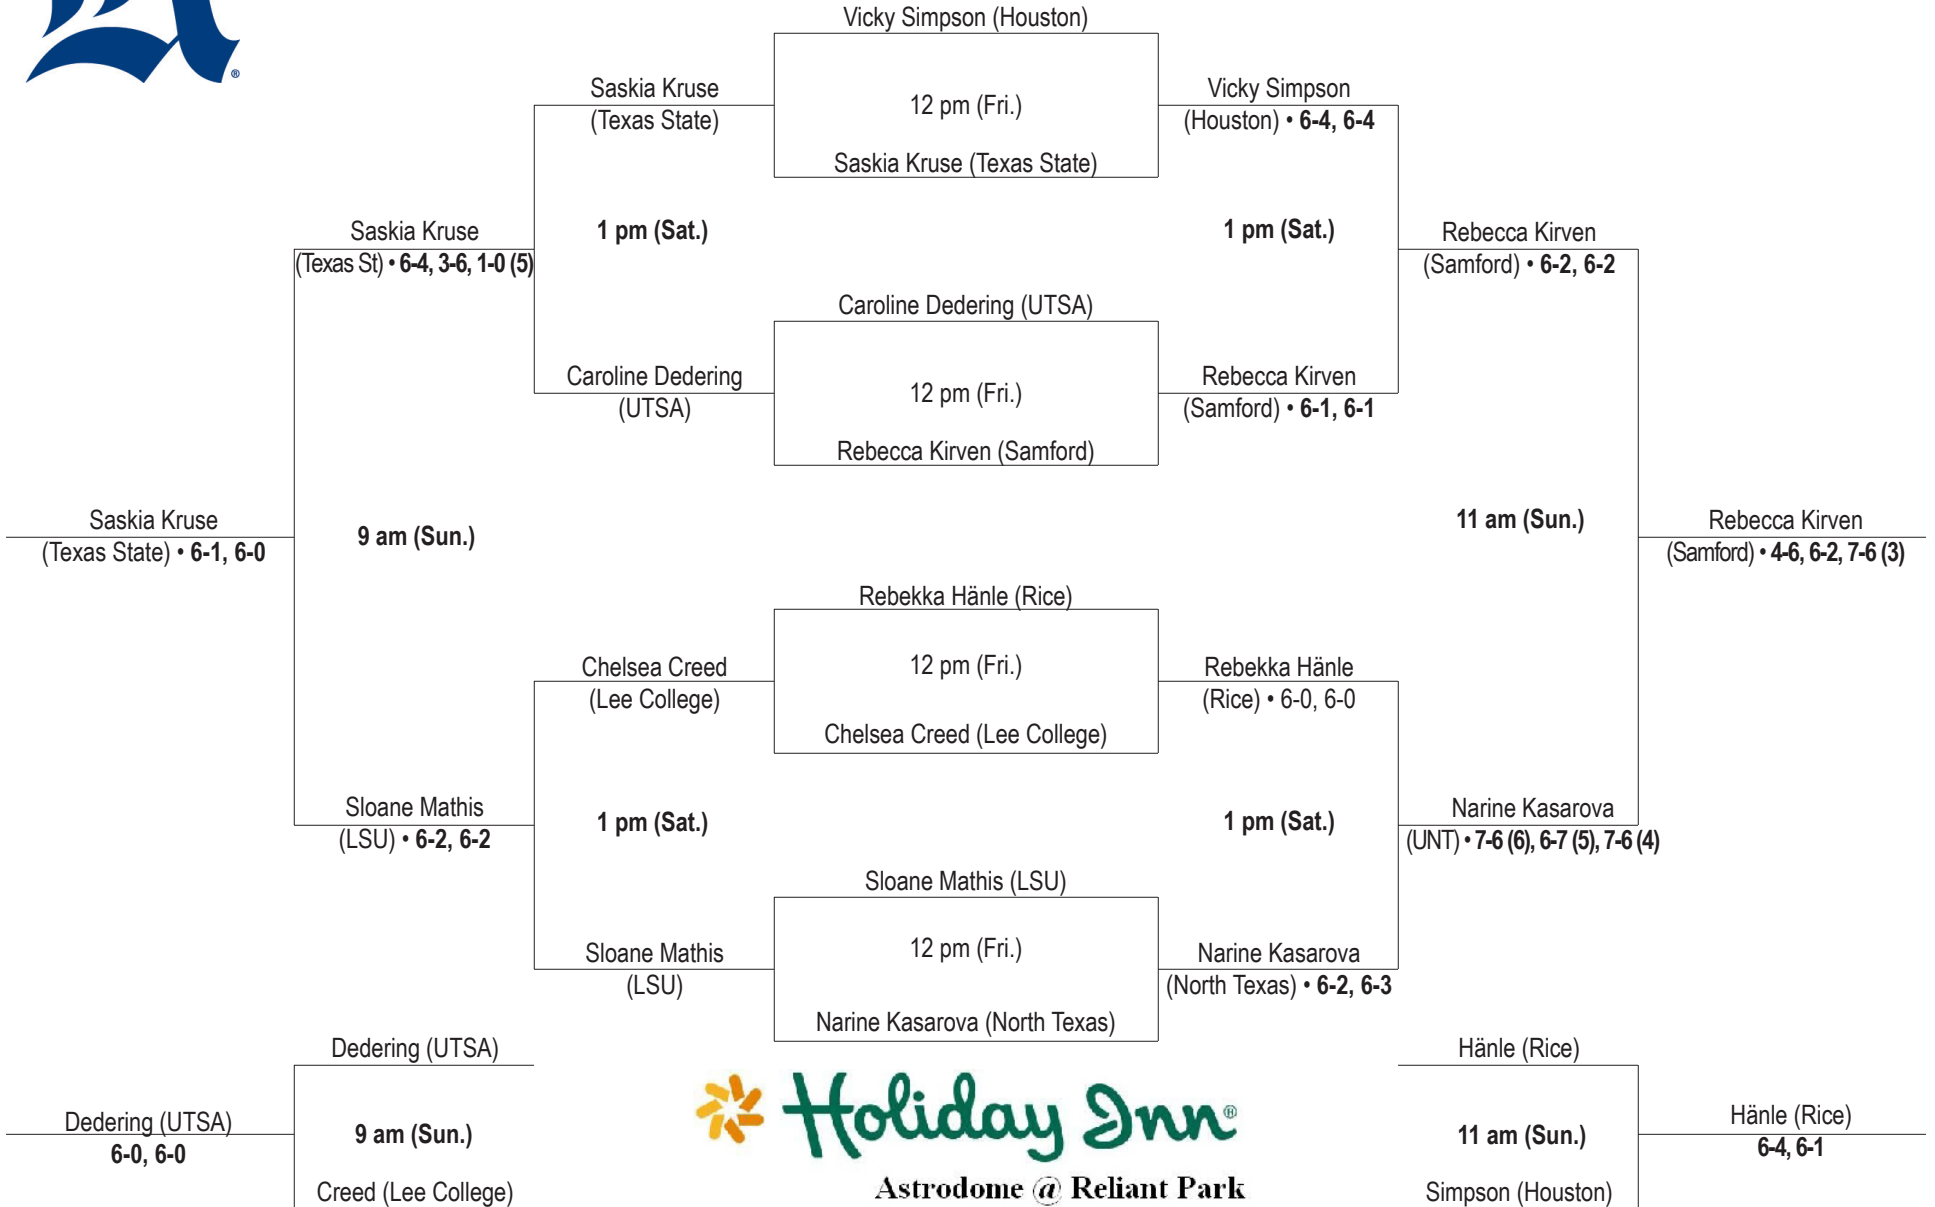 Vicky Simpson (Houston)
Saskia Kruse
(Texas State)
12 pm (Fri.)
Vicky Simpson
(Houston) • 6-4, 6-4
Saskia Kruse (Texas State)
Saskia Kruse
(Texas St) • 6-4, 3-6, 1-0 (5)
1 pm (Sat.)
1 pm (Sat.)
Rebecca Kirven
(Samford) • 6-2, 6-2
Caroline Dedering (UTSA)
Caroline Dedering
(UTSA)
12 pm (Fri.)
Rebecca Kirven
(Samford) • 6-1, 6-1
Rebecca Kirven (Samford)
Saskia Kruse
(Texas State) • 6-1, 6-0
9 am (Sun.)
11 am (Sun.)
Rebecca Kirven
(Samford) • 4-6, 6-2, 7-6 (3)
Rebekka Hänle (Rice)
Chelsea Creed
(Lee College)
12 pm (Fri.)
Rebekka Hänle
(Rice) • 6-0, 6-0
Chelsea Creed (Lee College)
Sloane Mathis
(LSU) • 6-2, 6-2
1 pm (Sat.)
1 pm (Sat.)
Narine Kasarova
(UNT) • 7-6 (6), 6-7 (5), 7-6 (4)
Sloane Mathis (LSU)
Sloane Mathis
(LSU)
12 pm (Fri.)
Narine Kasarova
(North Texas) • 6-2, 6-3
Narine Kasarova (North Texas)
Dedering (UTSA)
Hänle (Rice)
Dedering (UTSA)
6-0, 6-0
9 am (Sun.)
Holiday Inn®
11 am (Sun.)
Hänle (Rice)
6-4, 6-1
Creed (Lee College)
Astrodome @ Reliant Park
Simpson (Houston)